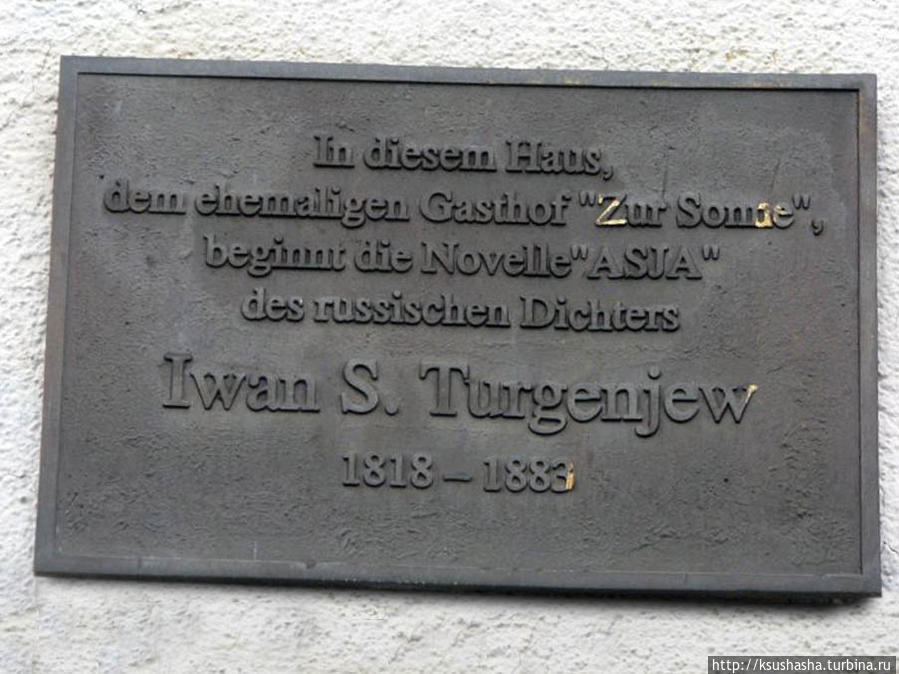 In diesem Haus,
dem ehemaligen Gasthof "Zur Sonne",
beginnt die Novelle"ASJA"
des russischen Dichters
Iwan S. Turgenjew
1818 – 1883
http://ksushasha.turbina.ru